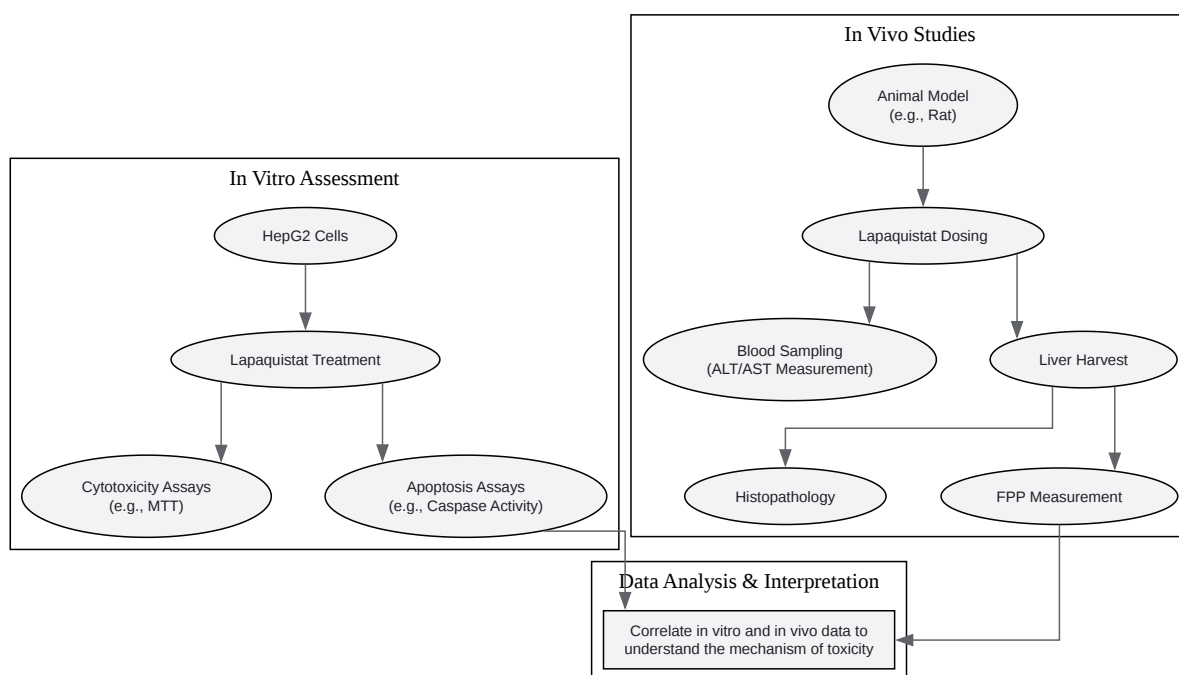 In Vitro Assessment
HepG2 Cells
Lapaquistat Treatment
Cytotoxicity Assays
(e.g., MTT)
Apoptosis Assays
(e.g., Caspase Activity)
In Vivo Studies
Animal Model
(e.g., Rat)
Lapaquistat Dosing
Blood Sampling
(ALT/AST Measurement)
Liver Harvest
Histopathology
FPP Measurement
Data Analysis & Interpretation
Correlate in vitro and in vivo data to
understand the mechanism of toxicity